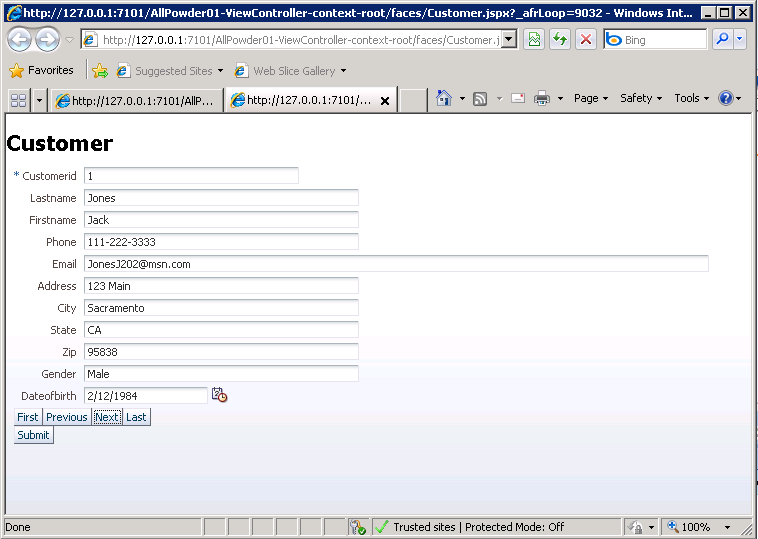 http://127.0.0.1:7101/AllPowder01-ViewController-context-root/faces/Customer.jspx?_afrLoop=9032 - Windows Int...
http://127.0.0.1:7101/AllPowder01-ViewController-context-root/faces/Customer.j
Bing
Favorites
Suggested Sites
Web Slice Gallery
http://127.0.0.1:7101/AllP...
http://127.0.0.1:7101/...
Page
Safety
Tools
Customer
* Customerid 1
Lastname Jones
Firstname Jack
Phone 111-222-3333
Email JonesJ202@msn.com
Address 123 Main
City Sacramento
State CA
Zip 95838
Gender Male
Dateofbirth 2/12/1984
First Previous Next Last
Submit
Done
Trusted sites | Protected Mode: Off
100%